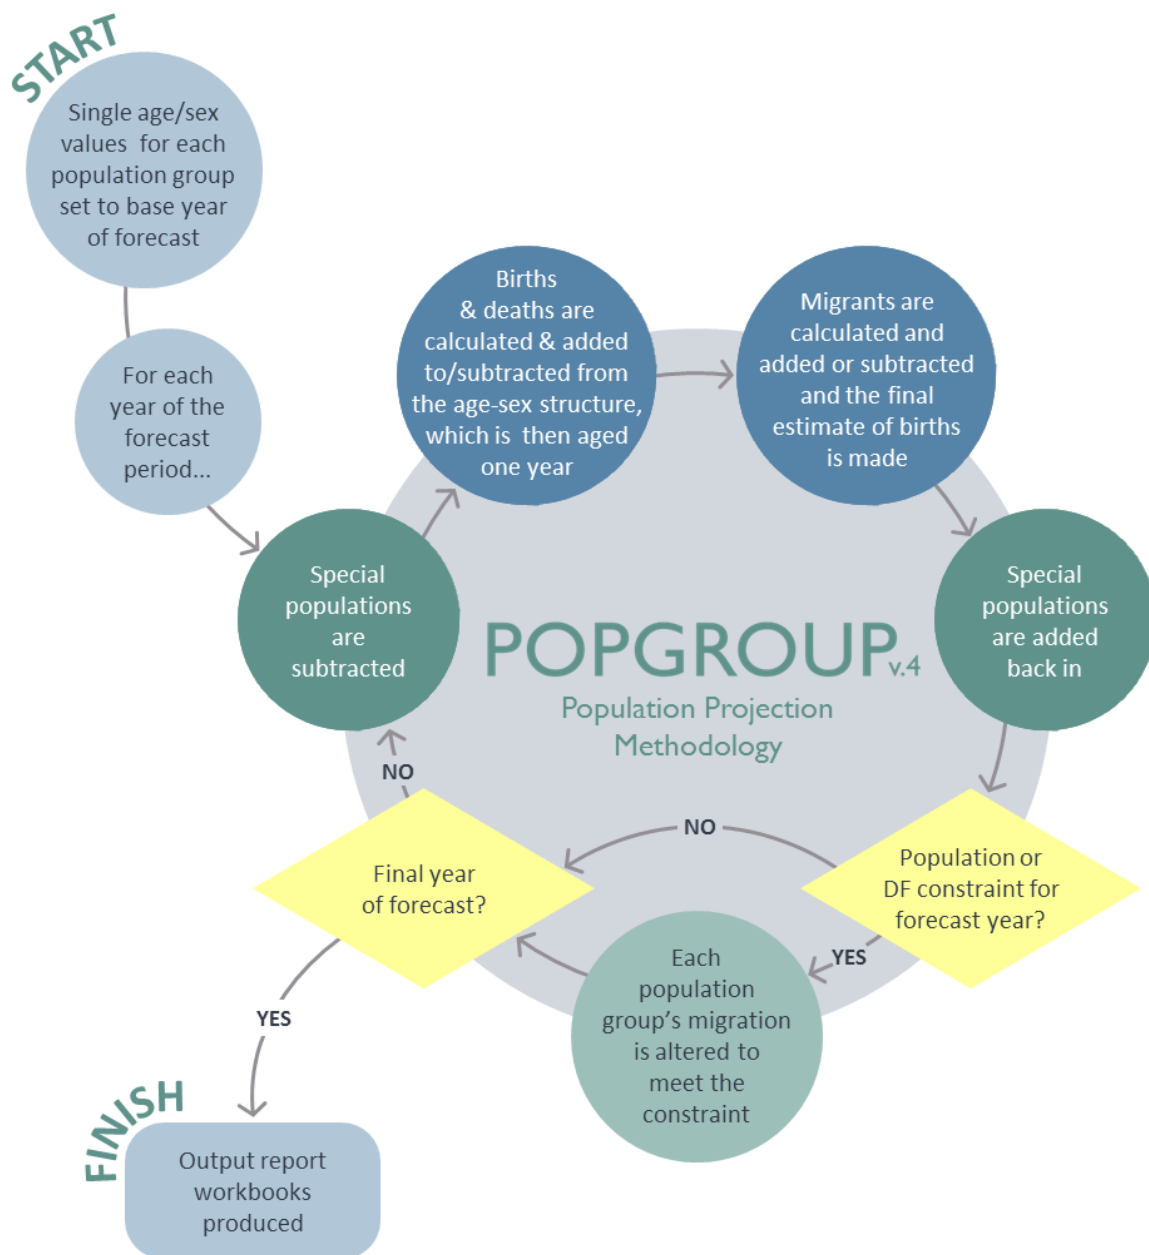 START
Single age/sex
values for each
population group
set to base year
of forecast
For each
year of the
forecast
period...
Births
& deaths are
calculated & added
to/subtracted from
the age-sex structure,
which is then aged
one year
Migrants are
calculated and
added or subtracted
and the final
estimate of births
is made
Special
populations
are
subtracted
Special
populations
are added
back in
POPGROUP v.4
Population Projection
Methodology
NO
NO
Final year
of forecast?
Population or
DF constraint for
forecast year?
YES
Each
population
group’s migration
is altered to
meet the
constraint
YES
FINISH
Output report
workbooks
produced